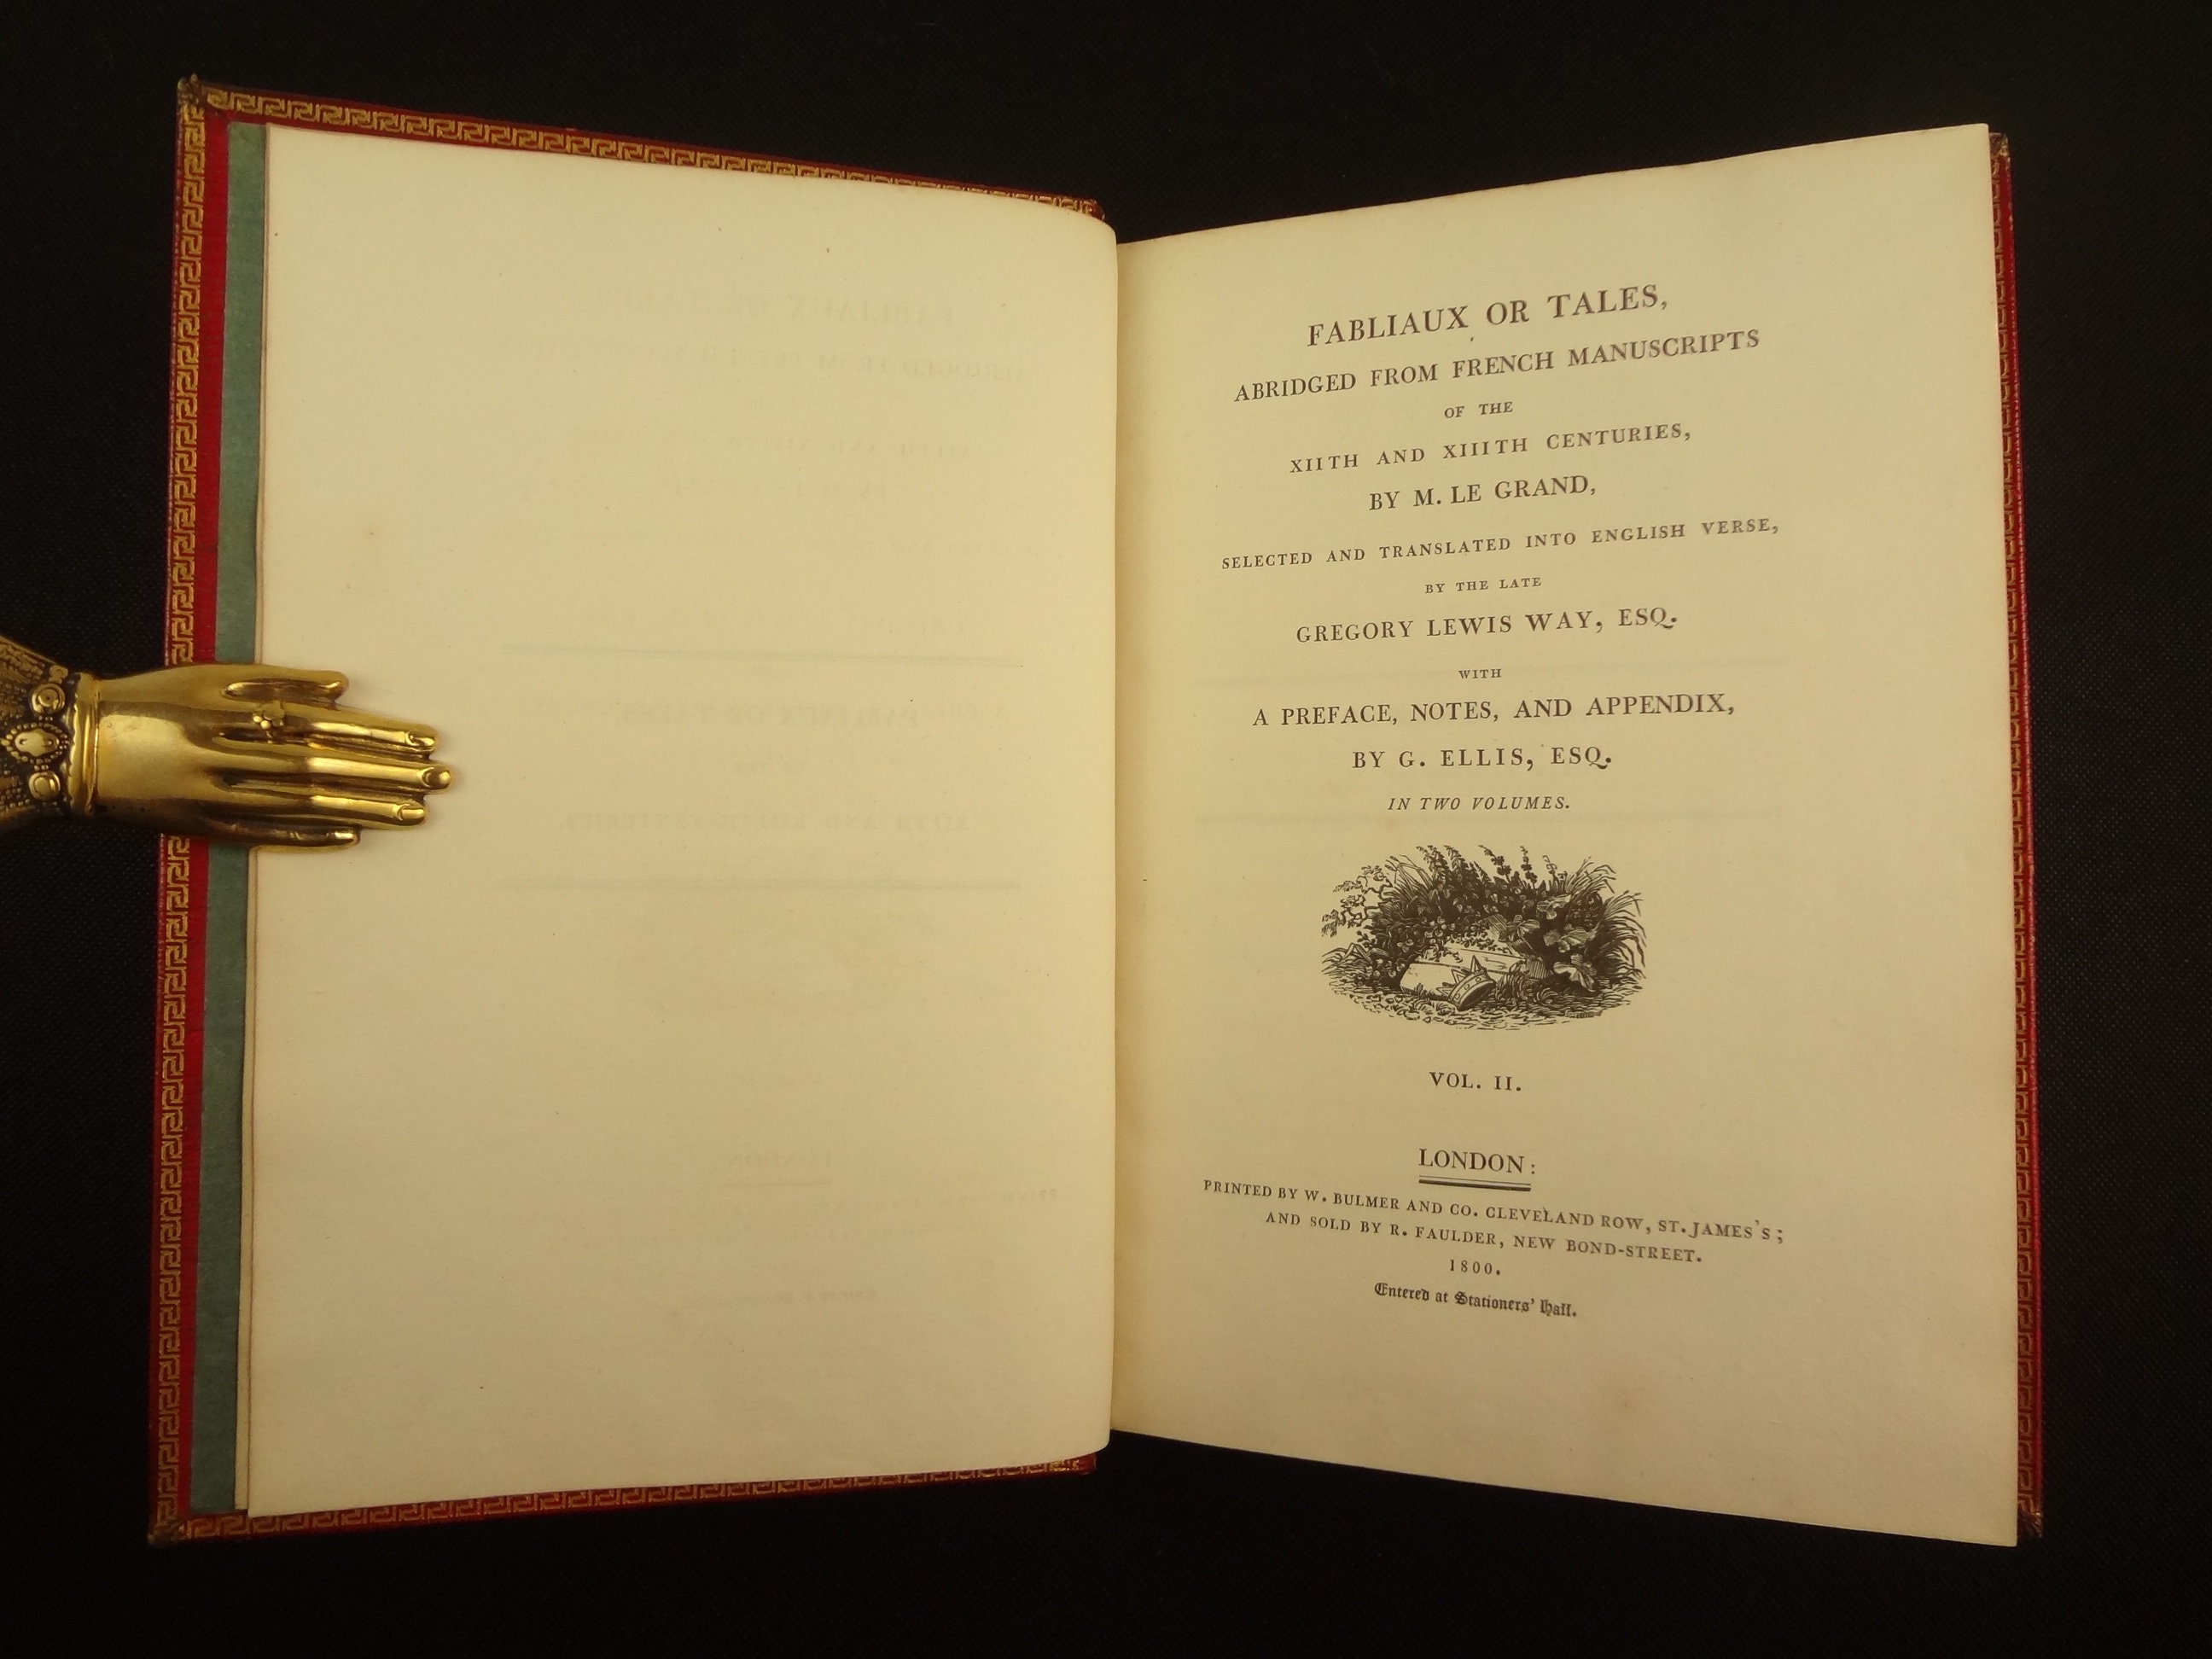 FABLIAUX OR TALES,
ABRIDGED FROM FRENCH MANUSCRIPTS
OF THE
XIITH AND XIIITH CENTURIES,
BY M. LE GRAND,
SELECTED AND TRANSLATED INTO ENGLISH VERSE,
BY THE LATE
GREGORY LEWIS WAY, ESQ.
WITH
A PREFACE, NOTES, AND APPENDIX,
BY G. ELLIS, ESQ.
IN TWO VOLUMES.
VOL. II.
LONDON:
PRINTED BY W. BULMER AND CO. CLEVELAND ROW, ST. JAMES'S;
AND SOLD BY R. FAULDER, NEW BOND-STREET.
1800.
Entered at Stationers' Hall.